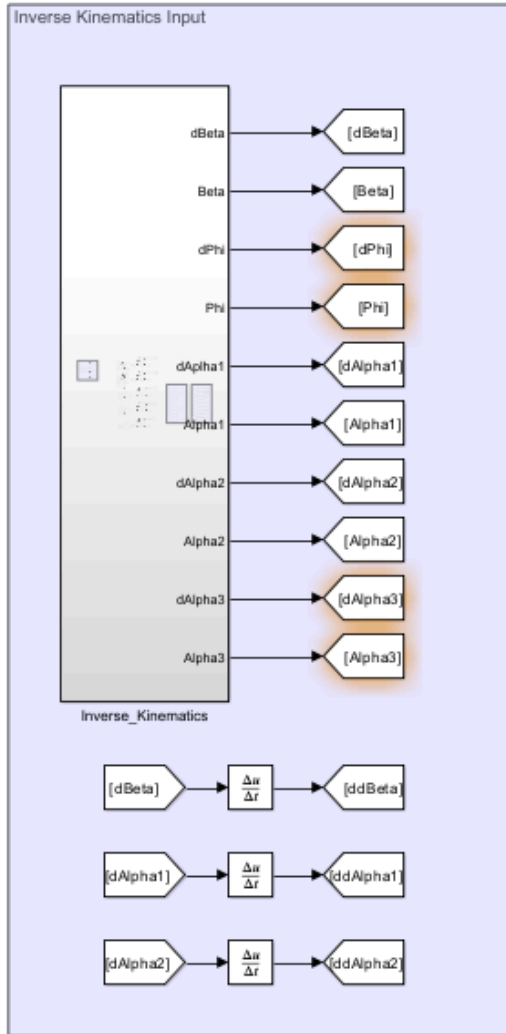 Inverse Kinematics Input
dBeta [dBeta]
Beta [Beta]
dPhi [dPhi]
Phi [Phi]
dAplha1 [dAlpha1]
Alpha1 [Alpha1]
dAlpha2 [dAlpha2]
Alpha2 [Alpha2]
dAlpha3 [dAlpha3]
Alpha3 [Alpha3]
Inverse_Kinematics
[dBeta] Δu/Δt [ddBeta]
[dAlpha1] Δu/Δt [ddAlpha1]
[dAlpha2] Δu/Δt [ddAlpha2]